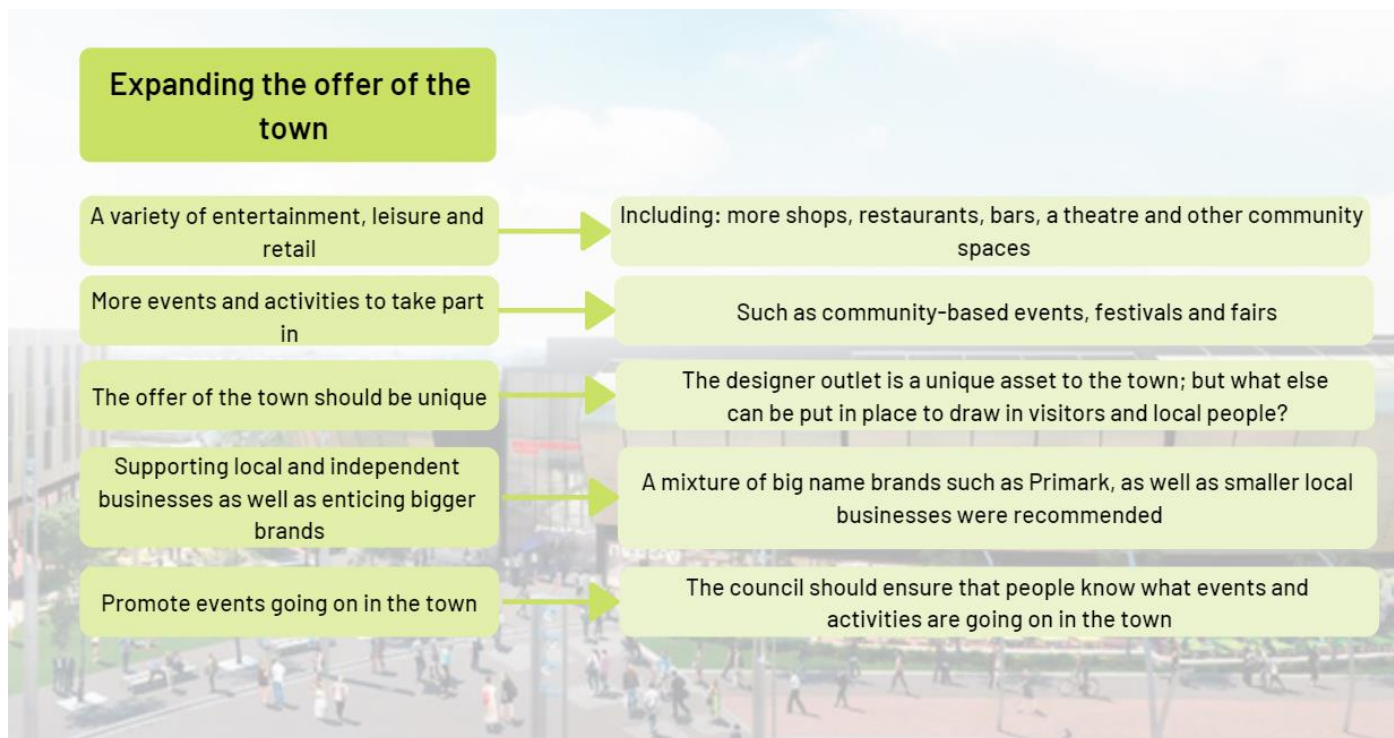 Expanding the offer of the
town
A variety of entertainment, leisure and
retail
Including: more shops, restaurants, bars, a theatre and other community
spaces
More events and activities to take part
in
Such as community-based events, festivals and fairs
The offer of the town should be unique
The designer outlet is a unique asset to the town; but what else
can be put in place to draw in visitors and local people?
Supporting local and independent
businesses as well as enticing bigger
brands
A mixture of big name brands such as Primark, as well as smaller local
businesses were recommended
Promote events going on in the town
The council should ensure that people know what events and
activities are going on in the town